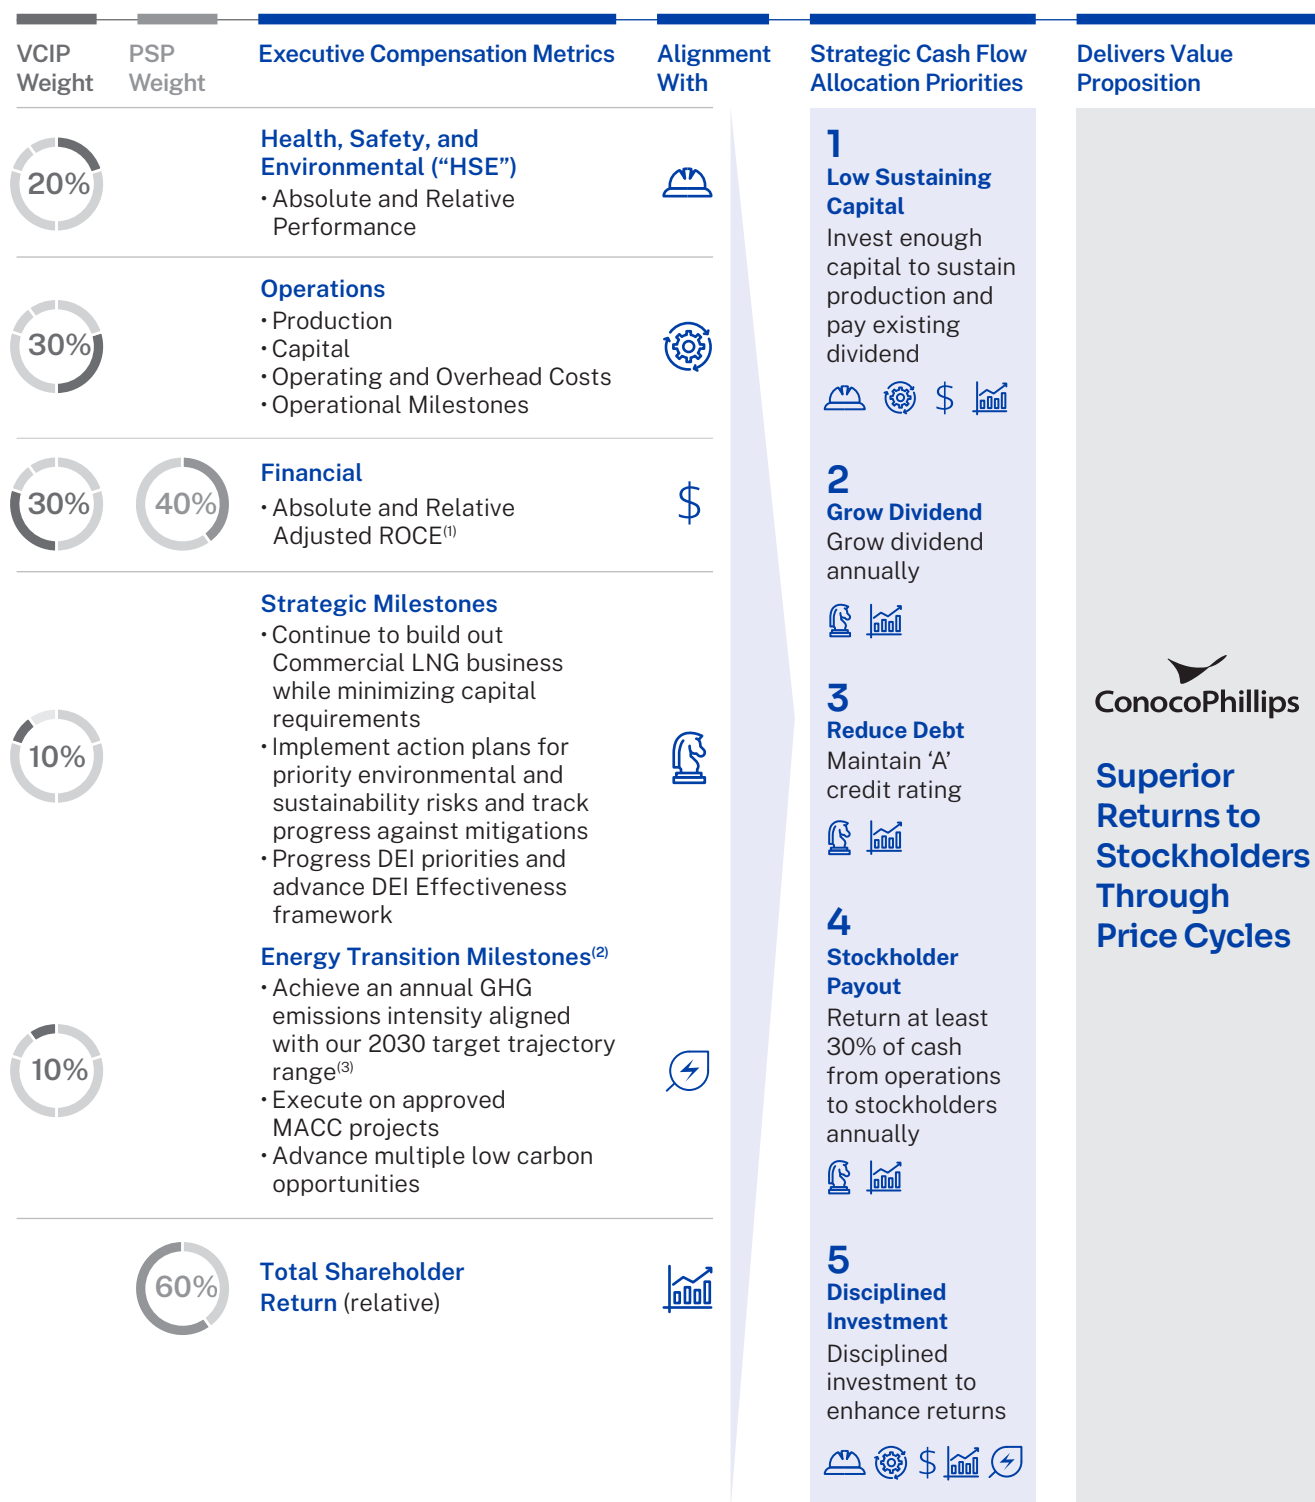 VCIP
Weight
PSP
Weight
Executive Compensation Metrics
Alignment
With
Strategic Cash Flow
Allocation Priorities
Delivers Value
Proposition
20%
Health, Safety, and
Environmental (“HSE”)
• Absolute and Relative
Performance
30%
Operations
• Production
• Capital
• Operating and Overhead Costs
• Operational Milestones
30%
40%
Financial
• Absolute and Relative
Adjusted ROCE(1)
$
10%
Strategic Milestones
• Continue to build out
Commercial LNG business
while minimizing capital
requirements
• Implement action plans for
priority environmental and
sustainability risks and track
progress against mitigations
• Progress DEI priorities and
advance DEI Effectiveness
framework
10%
Energy Transition Milestones(2)
• Achieve an annual GHG
emissions intensity aligned
with our 2030 target trajectory
range(3)
• Execute on approved
MACC projects
• Advance multiple low carbon
opportunities
60%
Total Shareholder
Return (relative)
1
Low Sustaining
Capital
Invest enough
capital to sustain
production and
pay existing
dividend
$
2
Grow Dividend
Grow dividend
annually
3
Reduce Debt
Maintain ‘A’
credit rating
4
Stockholder
Payout
Return at least
30% of cash
from operations
to stockholders
annually
5
Disciplined
Investment
Disciplined
investment to
enhance returns
$
ConocoPhillips
Superior
Returns to
Stockholders
Through
Price Cycles